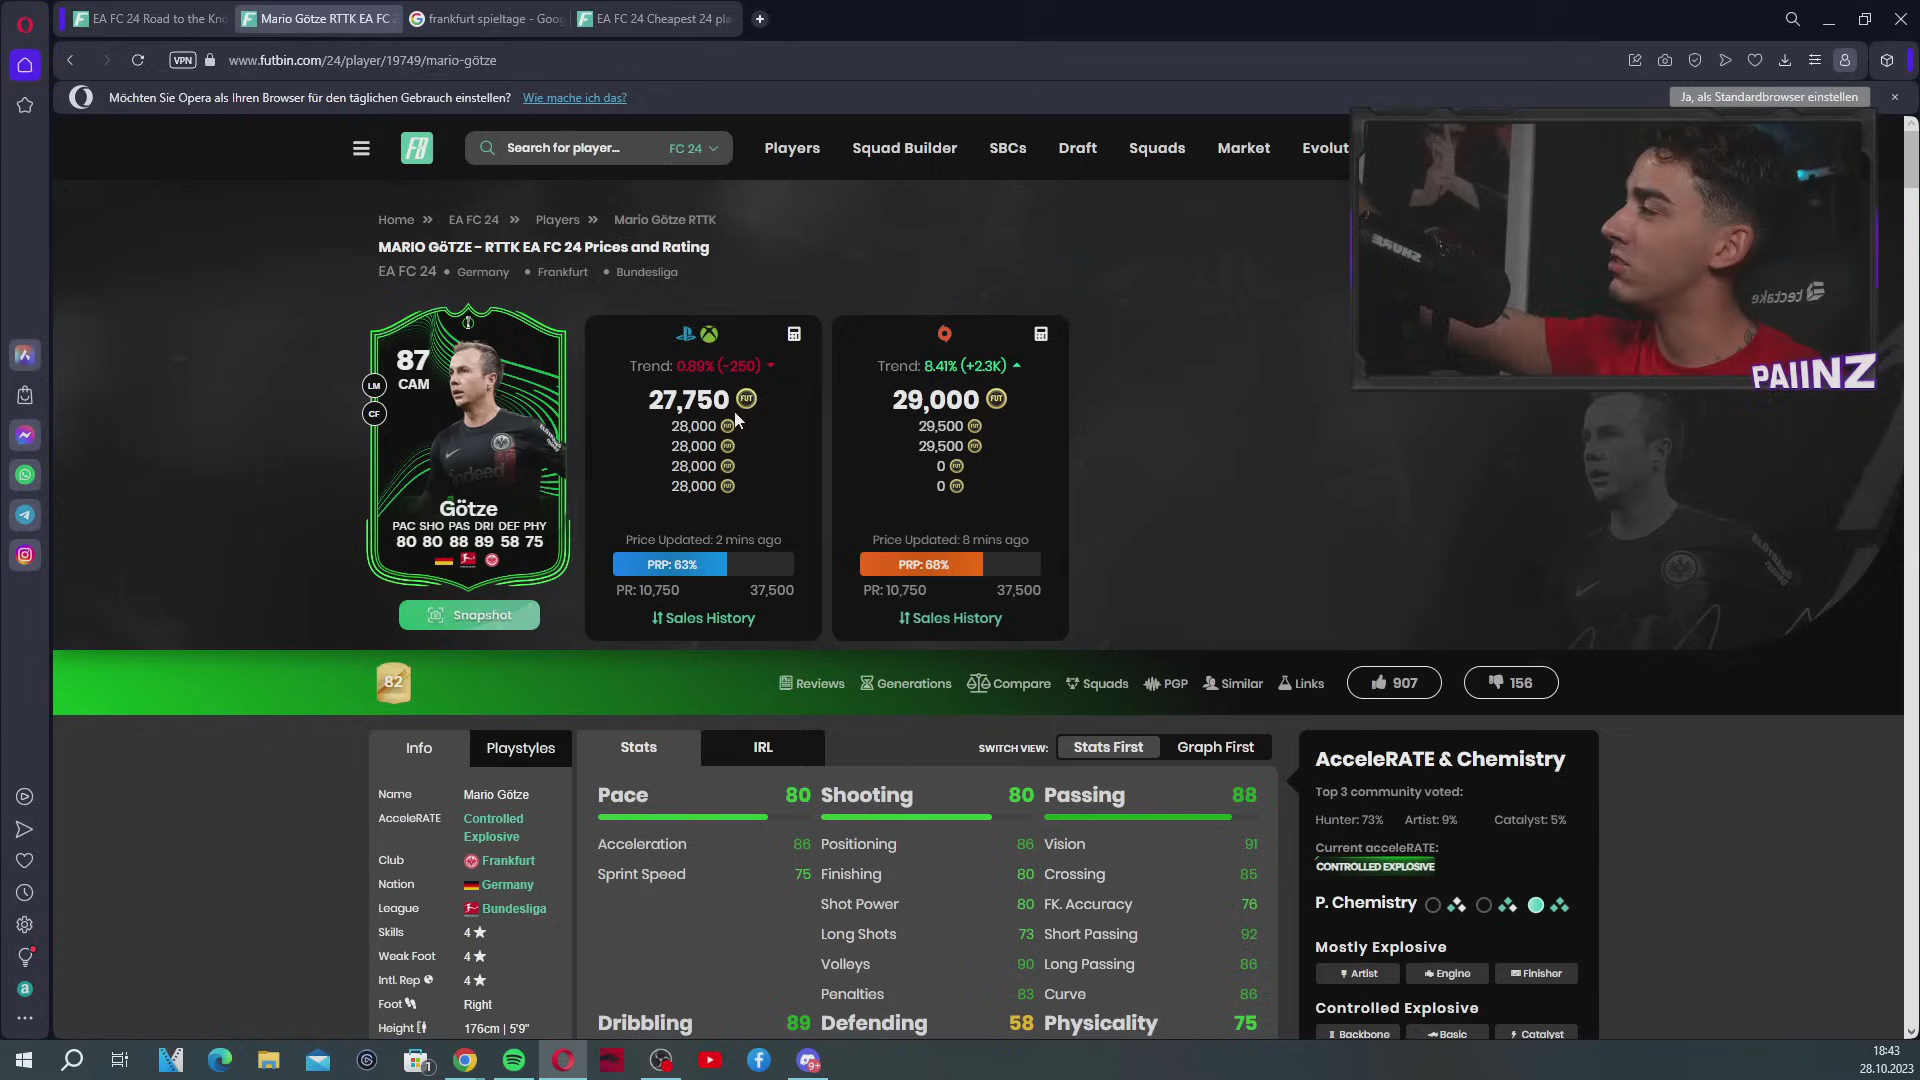 EA FC 24 Road to the Kno
Mario Götze RTTK EA FC 2
frankfurt spieltage - Goog
EA FC 24 Cheapest 24 pla
VPN
www.futbin.com/24/player/19749/mario-götze
Möchten Sie Opera als Ihren Browser für den täglichen Gebrauch einstellen? Wie mache ich das?
Ja, als Standardbrowser einstellen
Search for player... FC 24
Players Squad Builder SBCs Draft Squads Market Evolut
Home » EA FC 24 » Players » Mario Götze RTTK
MARIO GöTZE - RTTK EA FC 24 Prices and Rating
EA FC 24 • Germany • Frankfurt • Bundesliga
SHURE
tectake
PAIINZ
87
CAM
LM
CF
indeed
Götze
PAC SHO PAS DRI DEF PHY
80 80 88 89 58 75
Snapshot
Trend: 0.89% (-250)
27,750
28,000
28,000
28,000
28,000
Price Updated: 2 mins ago
PRP: 63%
PR: 10,750 37,500
Sales History
Trend: 8.41% (+2.3K)
29,000
29,500
29,500
0
0
Price Updated: 8 mins ago
PRP: 68%
PR: 10,750 37,500
Sales History
82
Reviews Generations Compare Squads PGP Similar Links 907 156
Info Playstyles
Name Mario Götze
AcceleRATE Controlled
Explosive
Club Frankfurt
Nation Germany
League Bundesliga
Skills 4
Weak Foot 4
Intl. Rep 4
Foot Right
Height 176cm | 5'9"
Stats IRL SWITCH VIEW: Stats First Graph First
Pace 80 Shooting 80 Passing 88
Acceleration 86 Positioning 86 Vision 91
Sprint Speed 75 Finishing 80 Crossing 85
Shot Power 80 FK. Accuracy 76
Long Shots 73 Short Passing 92
Volleys 90 Long Passing 86
Penalties 83 Curve 86
Dribbling 89 Defending 58 Physicality 75
AcceleRATE & Chemistry
Top 3 community voted:
Hunter: 73% Artist: 9% Catalyst: 5%
Current acceleRATE:
CONTROLLED EXPLOSIVE
P. Chemistry
Mostly Explosive
Artist Engine Finisher
Controlled Explosive
Backbone Basic Catalyst
1
9+
18:43
28.10.2023